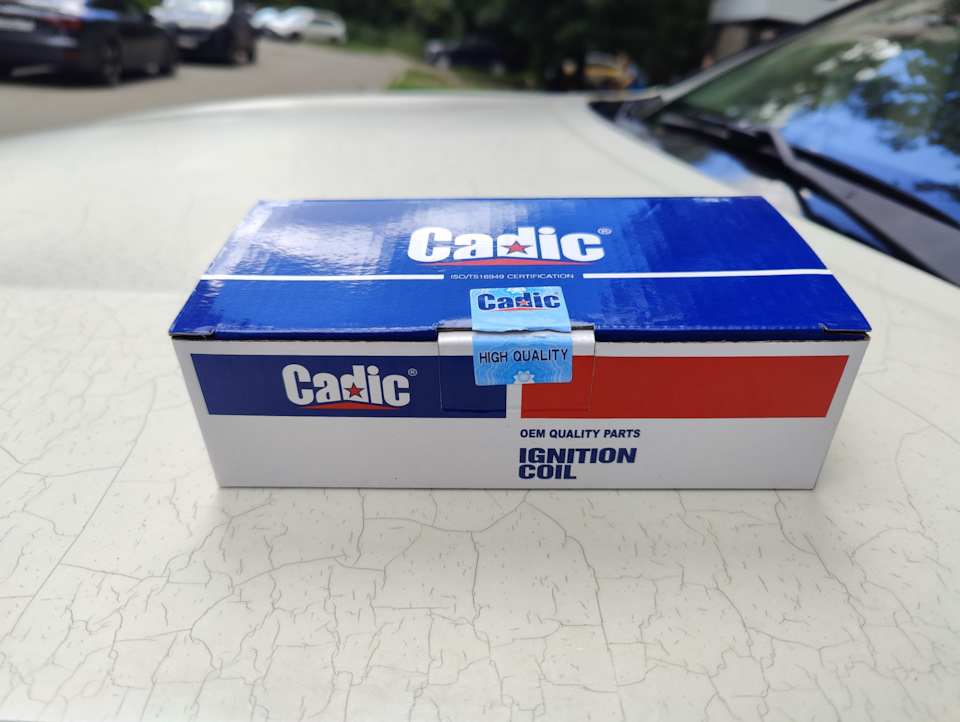 Cadic®
ISO/TS16949 CERTIFICATION
Cadic®
HIGH QUALITY
Cadic®
OEM QUALITY PARTS
IGNITION
COIL